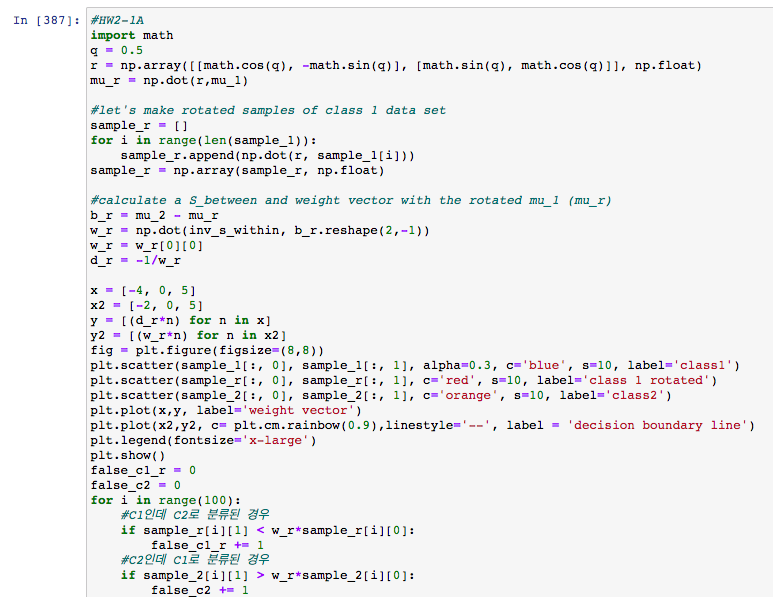 In [387]: #HW2-1A
import math
q = 0.5
r = np.array([[math.cos(q), -math.sin(q)], [math.sin(q), math.cos(q)]], np.float)
mu_r = np.dot(r,mu_1)

#let's make rotated samples of class 1 data set
sample_r = []
for i in range(len(sample_1)):
    sample_r.append(np.dot(r, sample_1[i]))
sample_r = np.array(sample_r, np.float)

#calculate a S_between and weight vector with the rotated mu_1 (mu_r)
b_r = mu_2 - mu_r
w_r = np.dot(inv_s_within, b_r.reshape(2,-1))
w_r = w_r[0][0]
d_r = -1/w_r

x = [-4, 0, 5]
x2 = [-2, 0, 5]
y = [(d_r*n) for n in x]
y2 = [(w_r*n) for n in x2]
fig = plt.figure(figsize=(8,8))
plt.scatter(sample_1[:, 0], sample_1[:, 1], alpha=0.3, c='blue', s=10, label='class1')
plt.scatter(sample_r[:, 0], sample_r[:, 1], c='red', s=10, label='class 1 rotated')
plt.scatter(sample_2[:, 0], sample_2[:, 1], c='orange', s=10, label='class2')
plt.plot(x,y, label='weight vector')
plt.plot(x2,y2, c= plt.cm.rainbow(0.9),linestyle='--', label = 'decision boundary line')
plt.legend(fontsize='x-large')
plt.show()
false_c1_r = 0
false_c2 = 0
for i in range(100):
    #C1인데 C2로 분류된 경우
    if sample_r[i][1] < w_r*sample_r[i][0]:
        false_c1_r += 1
    #C2인데 C1로 분류된 경우
    if sample_2[i][1] > w_r*sample_2[i][0]:
        false_c2 += 1